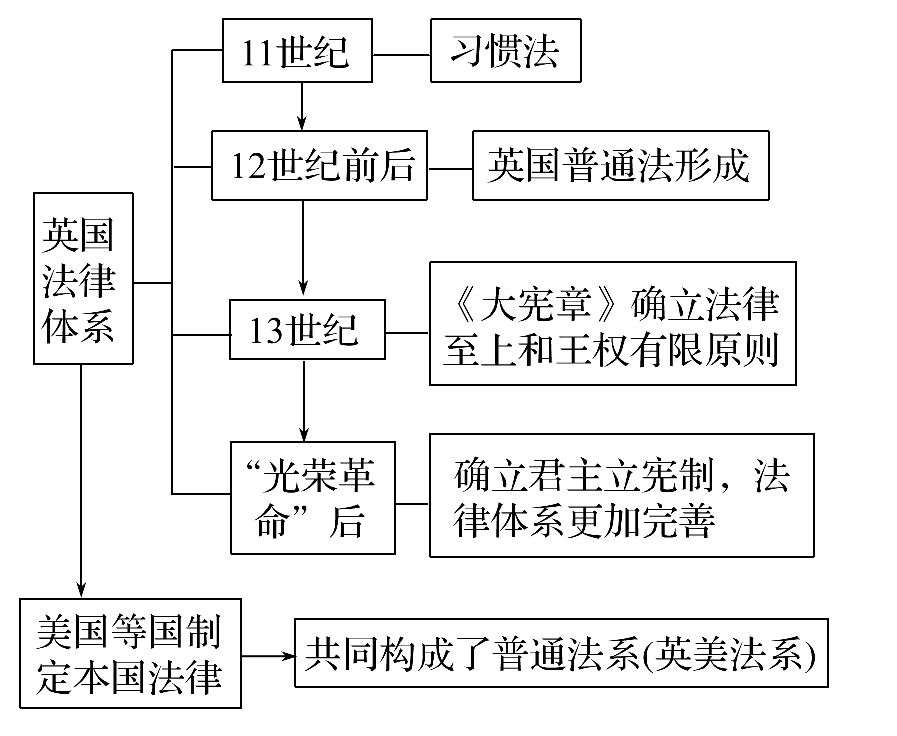 11世纪
习惯法
12世纪前后
英国普通法形成
英国
法律
体系
13世纪
《大宪章》确立法律
至上和王权有限原则
“光荣革
命”后
确立君主立宪制，法
律体系更加完善
美国等国制
定本国法律
共同构成了普通法系(英美法系)